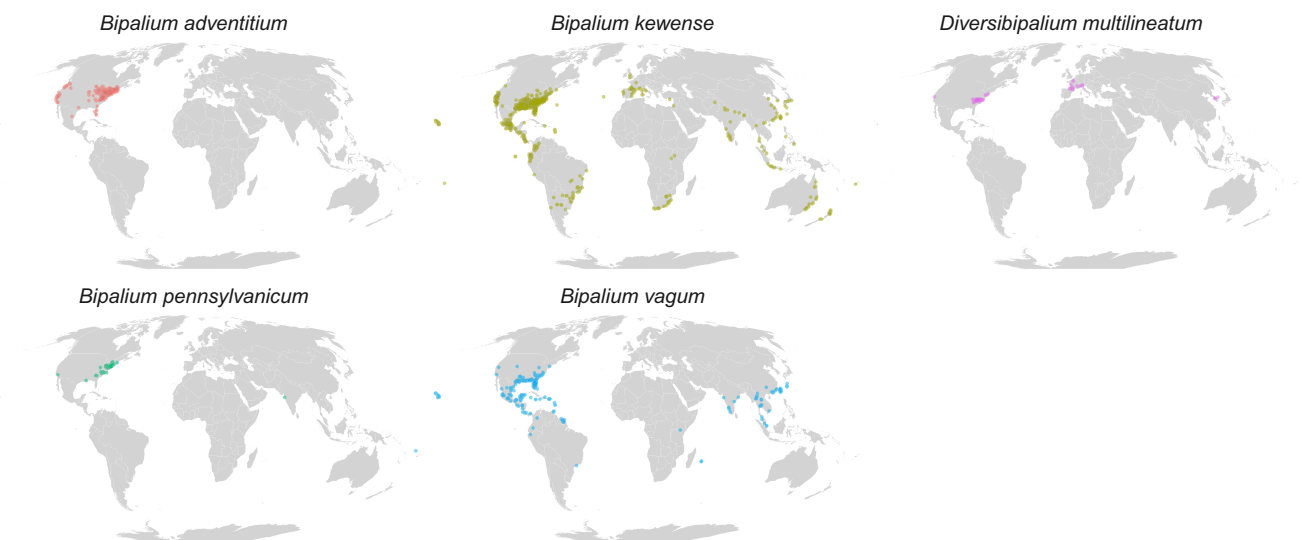 Bipalium adventitium
Bipalium kewense
Diversibipalium multilineatum
Bipalium pennsylvanicum
Bipalium vagum